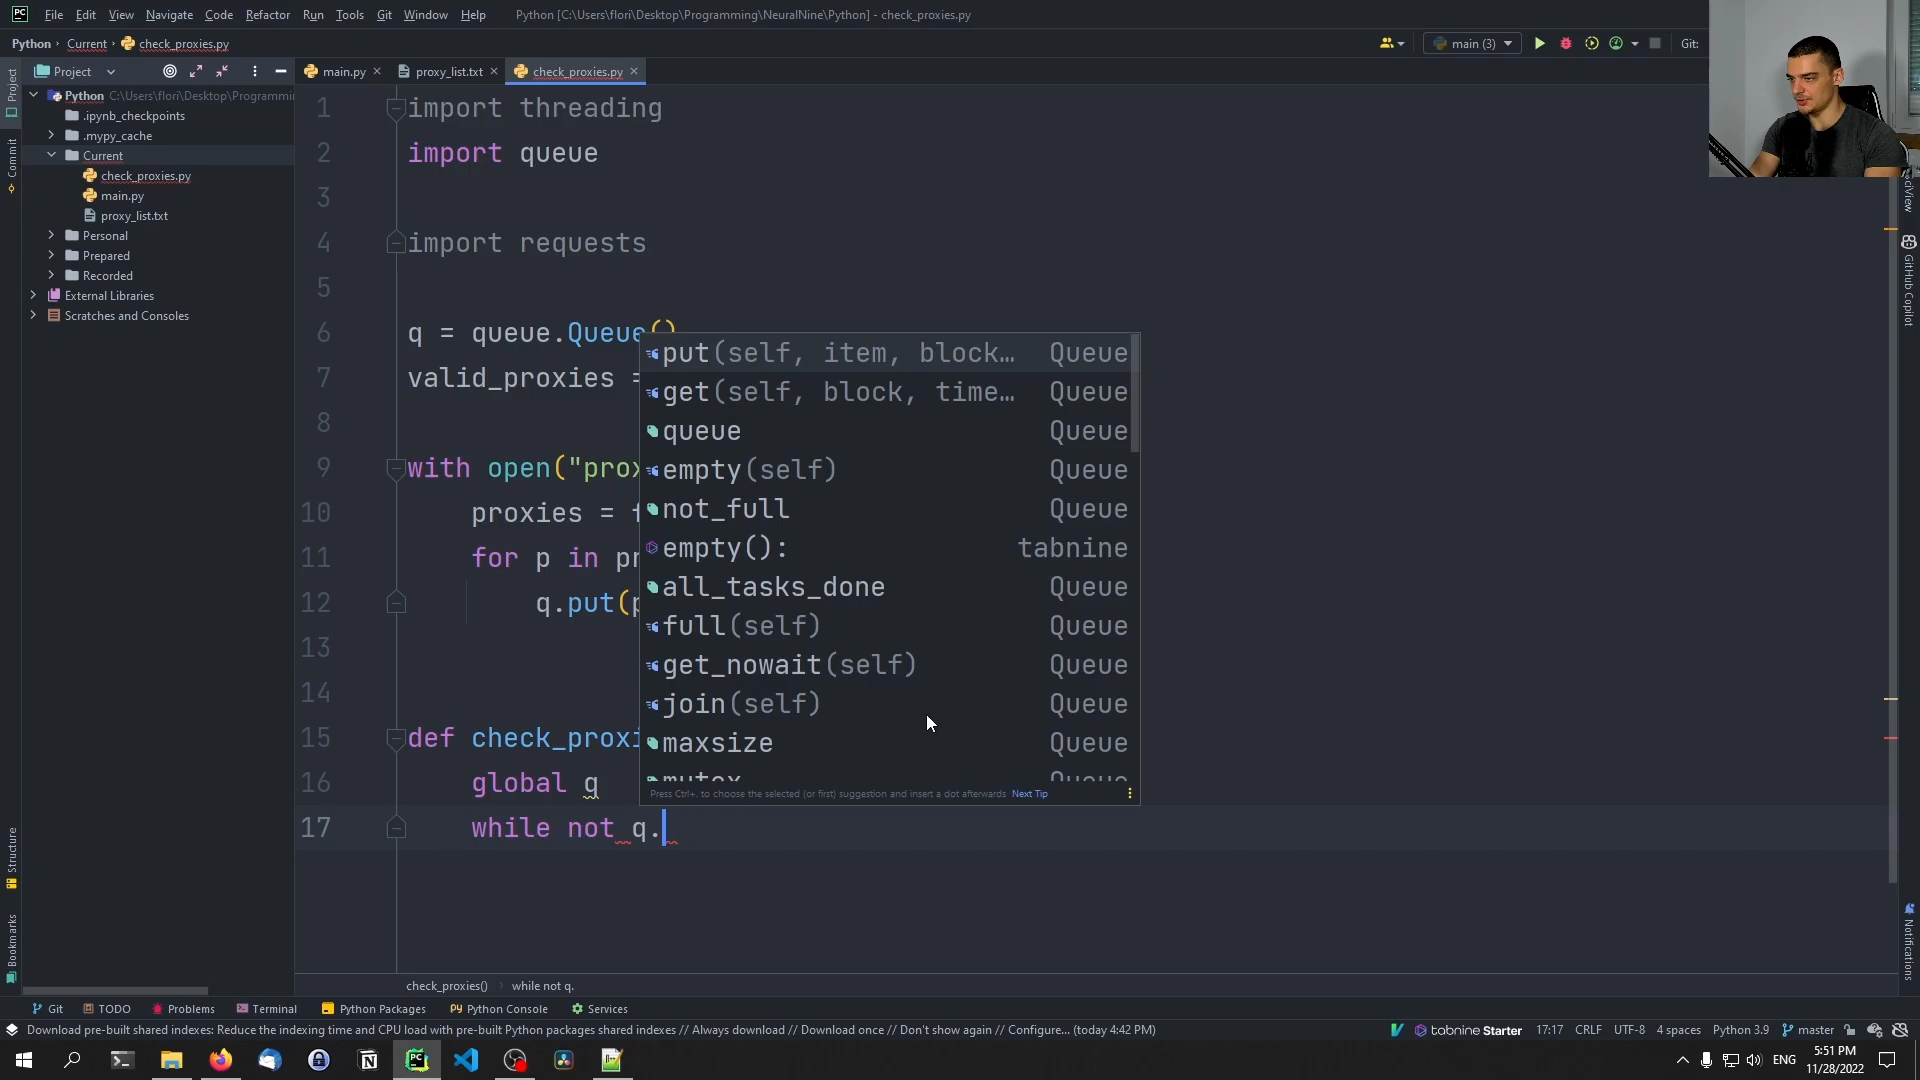 File Edit View Navigate Code Refactor Run Tools Git Window Help Python [C:\Users\flori\Desktop\Programming\NeuralNine\Python] - check_proxies.py
Python Current check_proxies.py main (3) Git:
Project main.py proxy_list.txt check_proxies.py
Project
Commit
Structure
Bookmarks
Python C:\Users\flori\Desktop\Programmi
.ipynb_checkpoints
.mypy_cache
Current
check_proxies.py
main.py
proxy_list.txt
Personal
Prepared
Recorded
External Libraries
Scratches and Consoles
1 import threading
2 import queue
3
4 import requests
5
6 q = queue.Queue()
7 valid_proxies =
8
9 with open("prox
10 proxies = f
11 for p in pr
12 q.put(p
13
14
15 def check_proxi
16 global q
17 while not q.
put(self, item, block… Queue
get(self, block, time… Queue
queue Queue
empty(self) Queue
not_full Queue
empty(): tabnine
all_tasks_done Queue
full(self) Queue
get_nowait(self) Queue
join(self) Queue
maxsize Queue
mutex Queue
Press Ctrl+. to choose the selected (or first) suggestion and insert a dot afterwards Next Tip
SciView
GitHub Copilot
Notifications
check_proxies() while not q.
Git TODO Problems Terminal Python Packages Python Console Services
Download pre-built shared indexes: Reduce the indexing time and CPU load with pre-built Python packages shared indexes // Always download // Download once // Don't show again // Configure... (today 4:42 PM) tabnine Starter 17:17 CRLF UTF-8 4 spaces Python 3.9 master
ENG 5:51 PM
11/28/2022